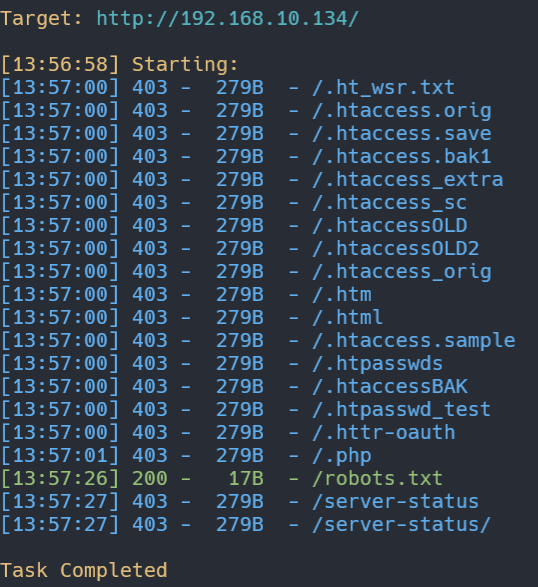 Target: http://192.168.10.134/
[13:56:58] Starting:
[13:57:00] 403 -  279B  - /.ht_wsr.txt
[13:57:00] 403 -  279B  - /.htaccess.orig
[13:57:00] 403 -  279B  - /.htaccess.save
[13:57:00] 403 -  279B  - /.htaccess.bak1
[13:57:00] 403 -  279B  - /.htaccess_extra
[13:57:00] 403 -  279B  - /.htaccess_sc
[13:57:00] 403 -  279B  - /.htaccessOLD
[13:57:00] 403 -  279B  - /.htaccessOLD2
[13:57:00] 403 -  279B  - /.htaccess_orig
[13:57:00] 403 -  279B  - /.htm
[13:57:00] 403 -  279B  - /.html
[13:57:00] 403 -  279B  - /.htaccess.sample
[13:57:00] 403 -  279B  - /.htpasswds
[13:57:00] 403 -  279B  - /.htaccessBAK
[13:57:00] 403 -  279B  - /.htpasswd_test
[13:57:00] 403 -  279B  - /.httr-oauth
[13:57:01] 403 -  279B  - /.php
[13:57:26] 200 -   17B  - /robots.txt
[13:57:27] 403 -  279B  - /server-status
[13:57:27] 403 -  279B  - /server-status/
Task Completed